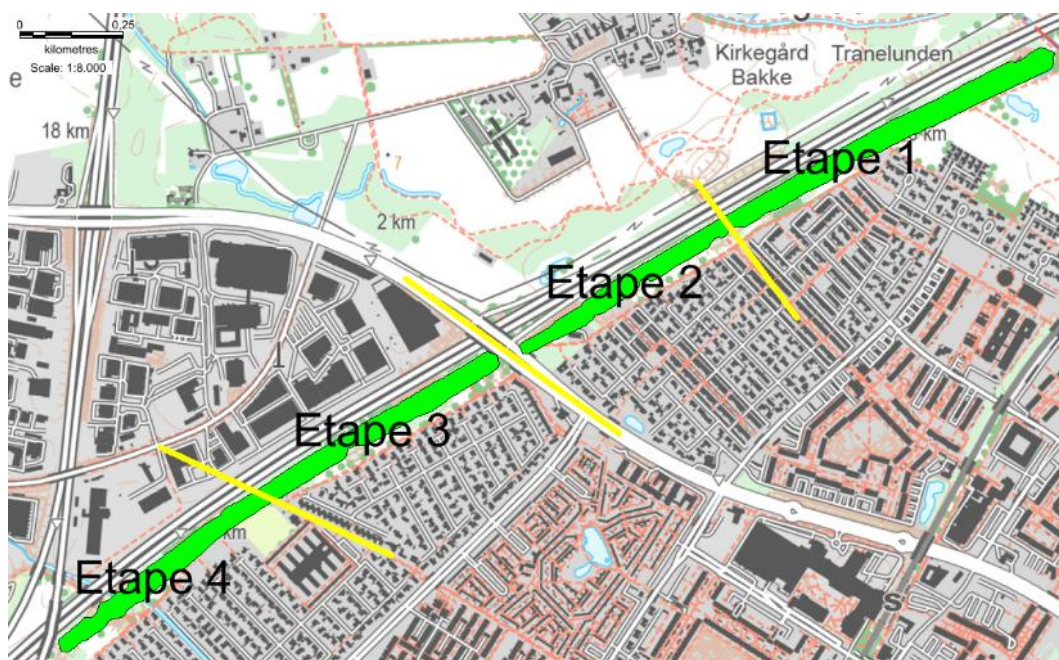 0 0,25
kilometres
Scale: 1:8.000
e
Kirkegård
Bakke
Tranelunden
18 km
7
km
Etape 1
2 km
Etape 2
Etape 3
km
Etape 4
S